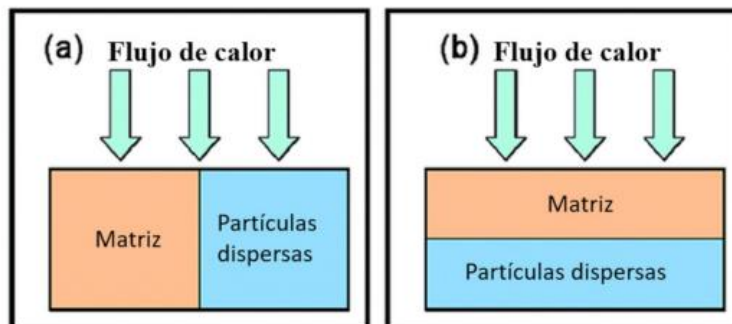 (a) Flujo de calor
Matriz
Partículas
dispersas
(b) Flujo de calor
Matriz
Partículas dispersas